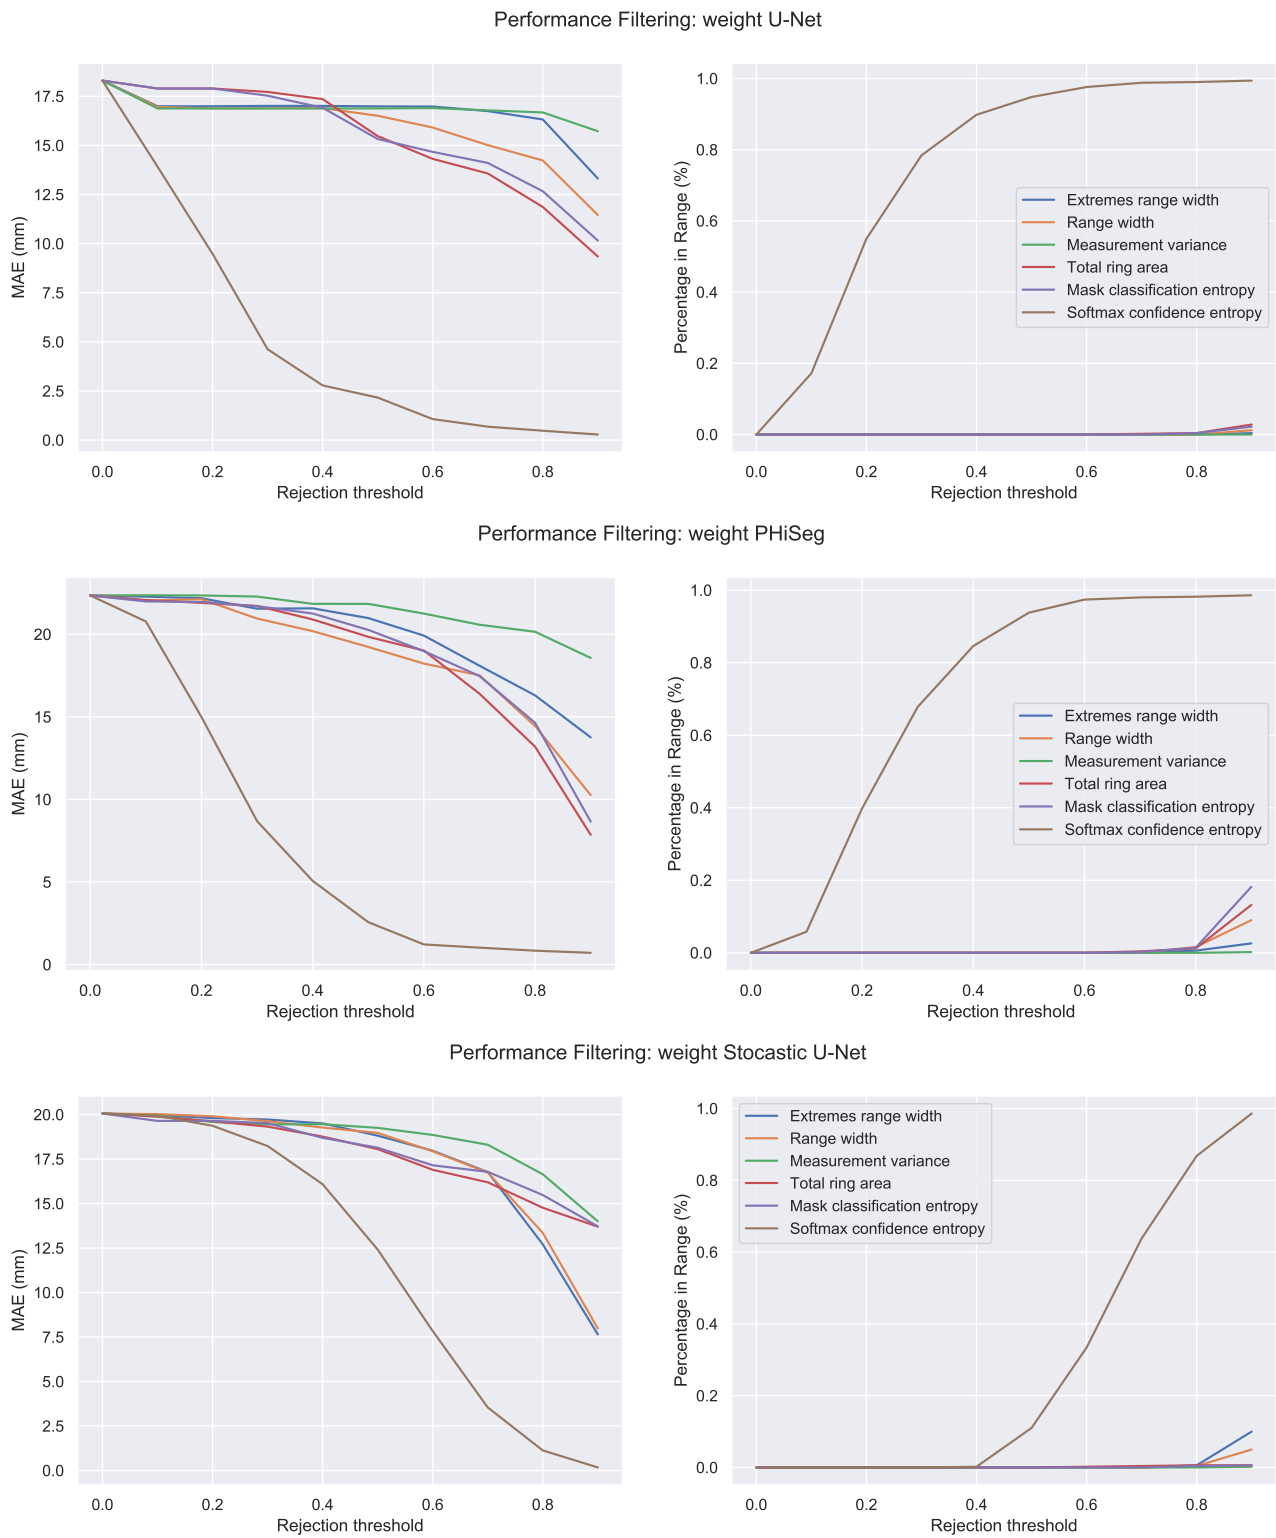 Performance Filtering: weight U-Net
MAE (mm)
17.5
15.0
12.5
10.0
7.5
5.0
2.5
0.0
0.0 0.2 0.4 0.6 0.8
Rejection threshold
Percentage in Range (%)
1.0
0.8
0.6
0.4
0.2
0.0
Extremes range width
Range width
Measurement variance
Total ring area
Mask classification entropy
Softmax confidence entropy
0.0 0.2 0.4 0.6 0.8
Rejection threshold
Performance Filtering: weight PHiSeg
MAE (mm)
20
15
10
5
0
0.0 0.2 0.4 0.6 0.8
Rejection threshold
Percentage in Range (%)
1.0
0.8
0.6
0.4
0.2
0.0
Extremes range width
Range width
Measurement variance
Total ring area
Mask classification entropy
Softmax confidence entropy
0.0 0.2 0.4 0.6 0.8
Rejection threshold
Performance Filtering: weight Stocastic U-Net
MAE (mm)
20.0
17.5
15.0
12.5
10.0
7.5
5.0
2.5
0.0
0.0 0.2 0.4 0.6 0.8
Rejection threshold
Percentage in Range (%)
1.0
0.8
0.6
0.4
0.2
0.0
Extremes range width
Range width
Measurement variance
Total ring area
Mask classification entropy
Softmax confidence entropy
0.0 0.2 0.4 0.6 0.8
Rejection threshold